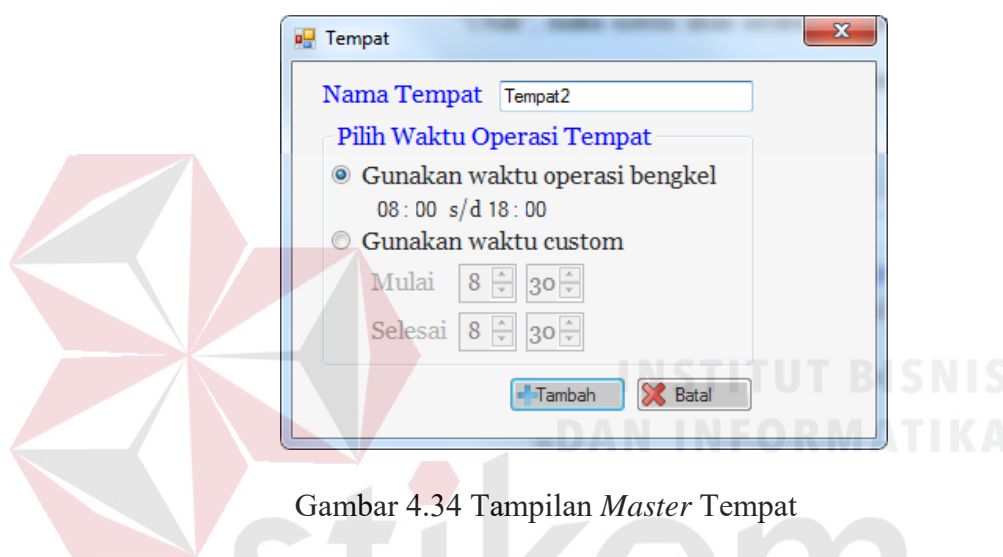 Tempat
Nama Tempat Tempat2
Pilih Waktu Operasi Tempat
Gunakan waktu operasi bengkel
08 : 00 s/d 18 : 00
Gunakan waktu custom
Mulai 8 30
Selesai 8 30
INSTITUT BISNIS
Tambah Batal
DAN INFORMATIKA
Gambar 4.34 Tampilan Master Tempat
stikom